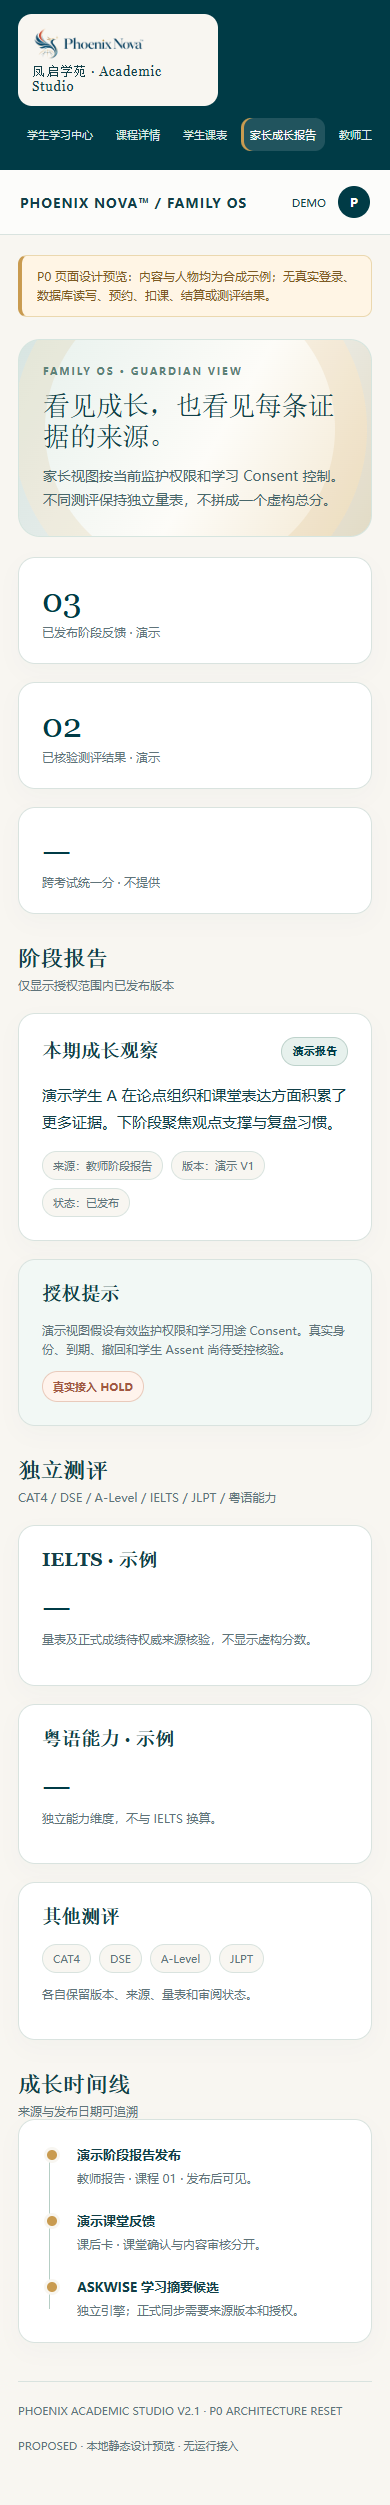 Phoenix Nova™
凤启学苑 · Academic
Studio
学生学习中心
课程详情
学生课表
家长成长报告
教师工
PHOENIX NOVA™ / FAMILY OS
DEMO
P
P0 页面设计预览：内容与人物均为合成示例；无真实登录、
数据库读写、预约、扣课、结算或测评结果。
FAMILY OS • GUARDIAN VIEW
看见成长，也看见每条证
据的来源。
家长视图按当前监护权限和学习 Consent 控制。
不同测评保持独立量表，不拼成一个虚构总分。
03
已发布阶段反馈 · 演示
02
已核验测评结果 · 演示
—
跨考试统一分 · 不提供
阶段报告
仅显示授权范围内已发布版本
本期成长观察
演示报告
演示学生 A 在论点组织和课堂表达方面积累了
更多证据。下阶段聚焦观点支撑与复盘习惯。
来源：教师阶段报告
版本：演示 V1
状态：已发布
授权提示
演示视图假设有效监护权限和学习用途 Consent。真实身
份、到期、撤回和学生 Assent 尚待受控核验。
真实接入 HOLD
独立测评
CAT4 / DSE / A-Level / IELTS / JLPT / 粤语能力
IELTS · 示例
—
量表及正式成绩待权威来源核验，不显示虚构分数。
粤语能力 · 示例
—
独立能力维度，不与 IELTS 换算。
其他测评
CAT4
DSE
A-Level
JLPT
各自保留版本、来源、量表和审阅状态。
成长时间线
来源与发布日期可追溯
演示阶段报告发布
教师报告 · 课程 01 · 发布后可见。
演示课堂反馈
课后卡 · 课堂确认与内容审核分开。
ASKWISE 学习摘要候选
独立引擎；正式同步需要来源版本和授权。
PHOENIX ACADEMIC STUDIO V2.1 · P0 ARCHITECTURE RESET
PROPOSED · 本地静态设计预览 · 无运行接入